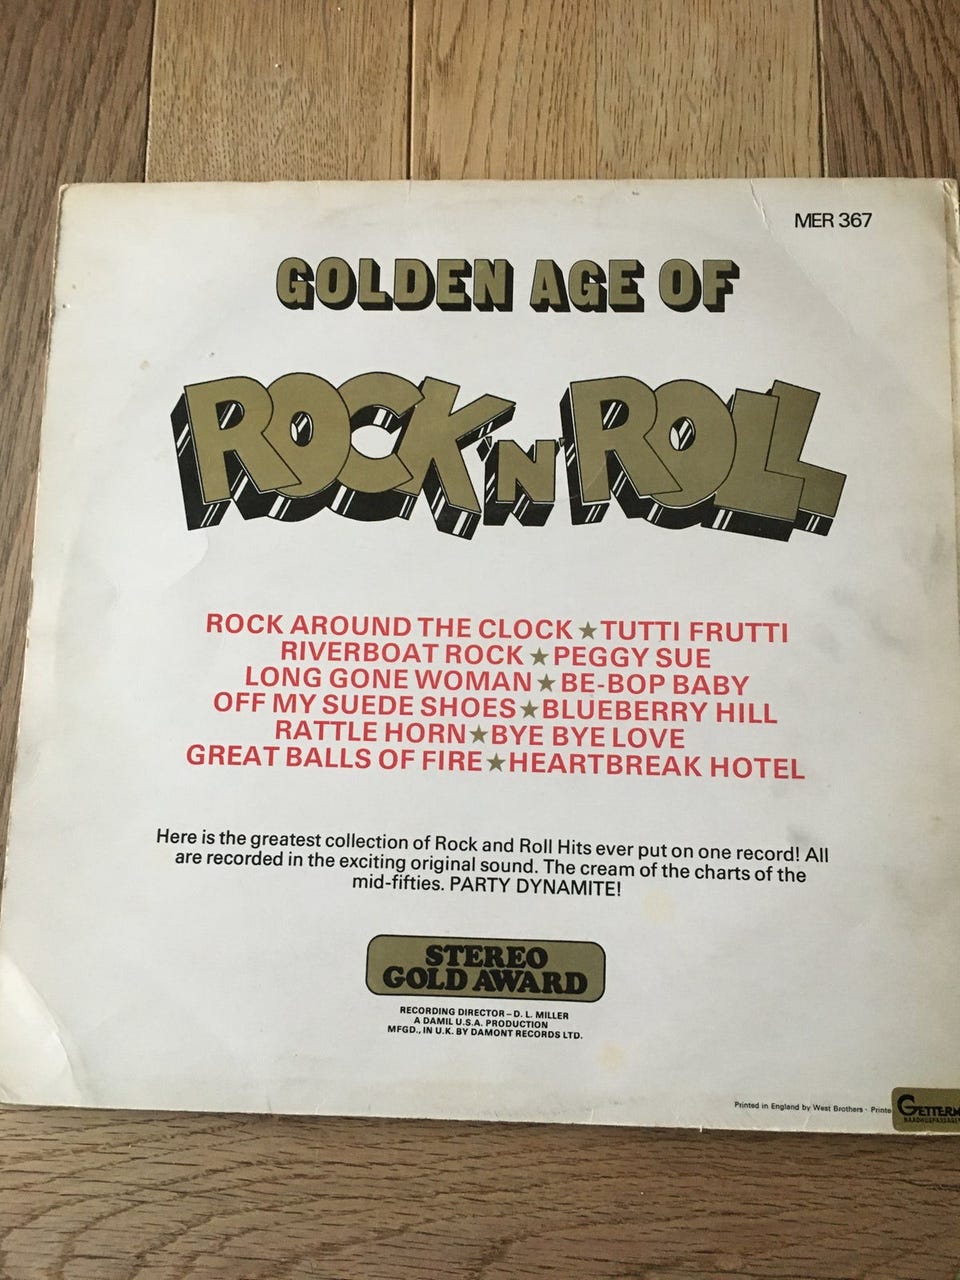 MER 367
GOLDEN AGE OF
ROCK 'N' ROLL
ROCK AROUND THE CLOCK ★ TUTTI FRUTTI
RIVERBOAT ROCK ★ PEGGY SUE
LONG GONE WOMAN ★ BE-BOP BABY
OFF MY SUEDE SHOES ★ BLUEBERRY HILL
RATTLE HORN ★ BYE BYE LOVE
GREAT BALLS OF FIRE ★ HEARTBREAK HOTEL
Here is the greatest collection of Rock and Roll Hits ever put on one record! All
are recorded in the exciting original sound. The cream of the charts of the
mid-fifties. PARTY DYNAMITE!
STEREO
GOLD AWARD
RECORDING DIRECTOR – D. L. MILLER
A DAMIL U.S.A. PRODUCTION
MFGD., IN U.K. BY DAMONT RECORDS LTD.
Printed in England by West Brothers · Printe